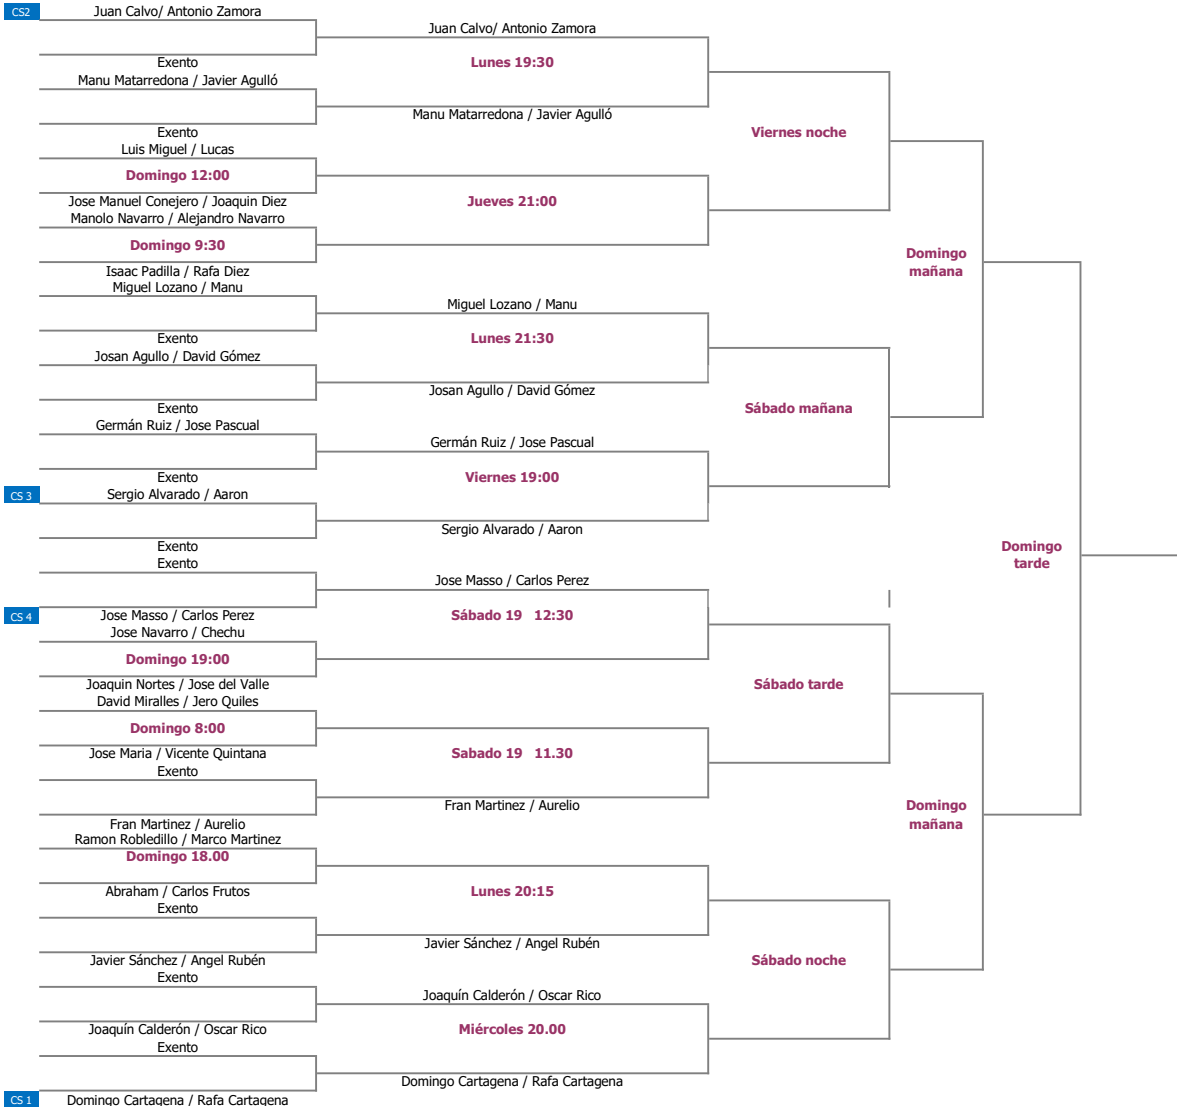 CS2
Juan Calvo/ Antonio Zamora
Juan Calvo/ Antonio Zamora
Exento
Lunes 19:30
Manu Matarredona / Javier Agulló
Manu Matarredona / Javier Agulló
Exento
Viernes noche
Luis Miguel / Lucas
Domingo 12:00
Jose Manuel Conejero / Joaquin Diez
Jueves 21:00
Manolo Navarro / Alejandro Navarro
Domingo 9:30
Domingo
mañana
Isaac Padilla / Rafa Diez
Miguel Lozano / Manu
Miguel Lozano / Manu
Exento
Lunes 21:30
Josan Agullo / David Gómez
Josan Agullo / David Gómez
Exento
Sábado mañana
Germán Ruiz / Jose Pascual
Germán Ruiz / Jose Pascual
Exento
Viernes 19:00
CS 3
Sergio Alvarado / Aaron
Sergio Alvarado / Aaron
Exento
Domingo
tarde
Exento
Jose Masso / Carlos Perez
CS 4
Jose Masso / Carlos Perez
Sábado 19 12:30
Jose Navarro / Chechu
Domingo 19:00
Joaquin Nortes / Jose del Valle
Sábado tarde
David Miralles / Jero Quiles
Domingo 8:00
Jose Maria / Vicente Quintana
Sabado 19 11.30
Exento
Fran Martinez / Aurelio
Domingo
mañana
Fran Martinez / Aurelio
Ramon Robledillo / Marco Martinez
Domingo 18.00
Abraham / Carlos Frutos
Lunes 20:15
Exento
Javier Sánchez / Angel Rubén
Javier Sánchez / Angel Rubén
Sábado noche
Exento
Joaquín Calderón / Oscar Rico
Joaquín Calderón / Oscar Rico
Miércoles 20.00
Exento
Domingo Cartagena / Rafa Cartagena
CS 1
Domingo Cartagena / Rafa Cartagena